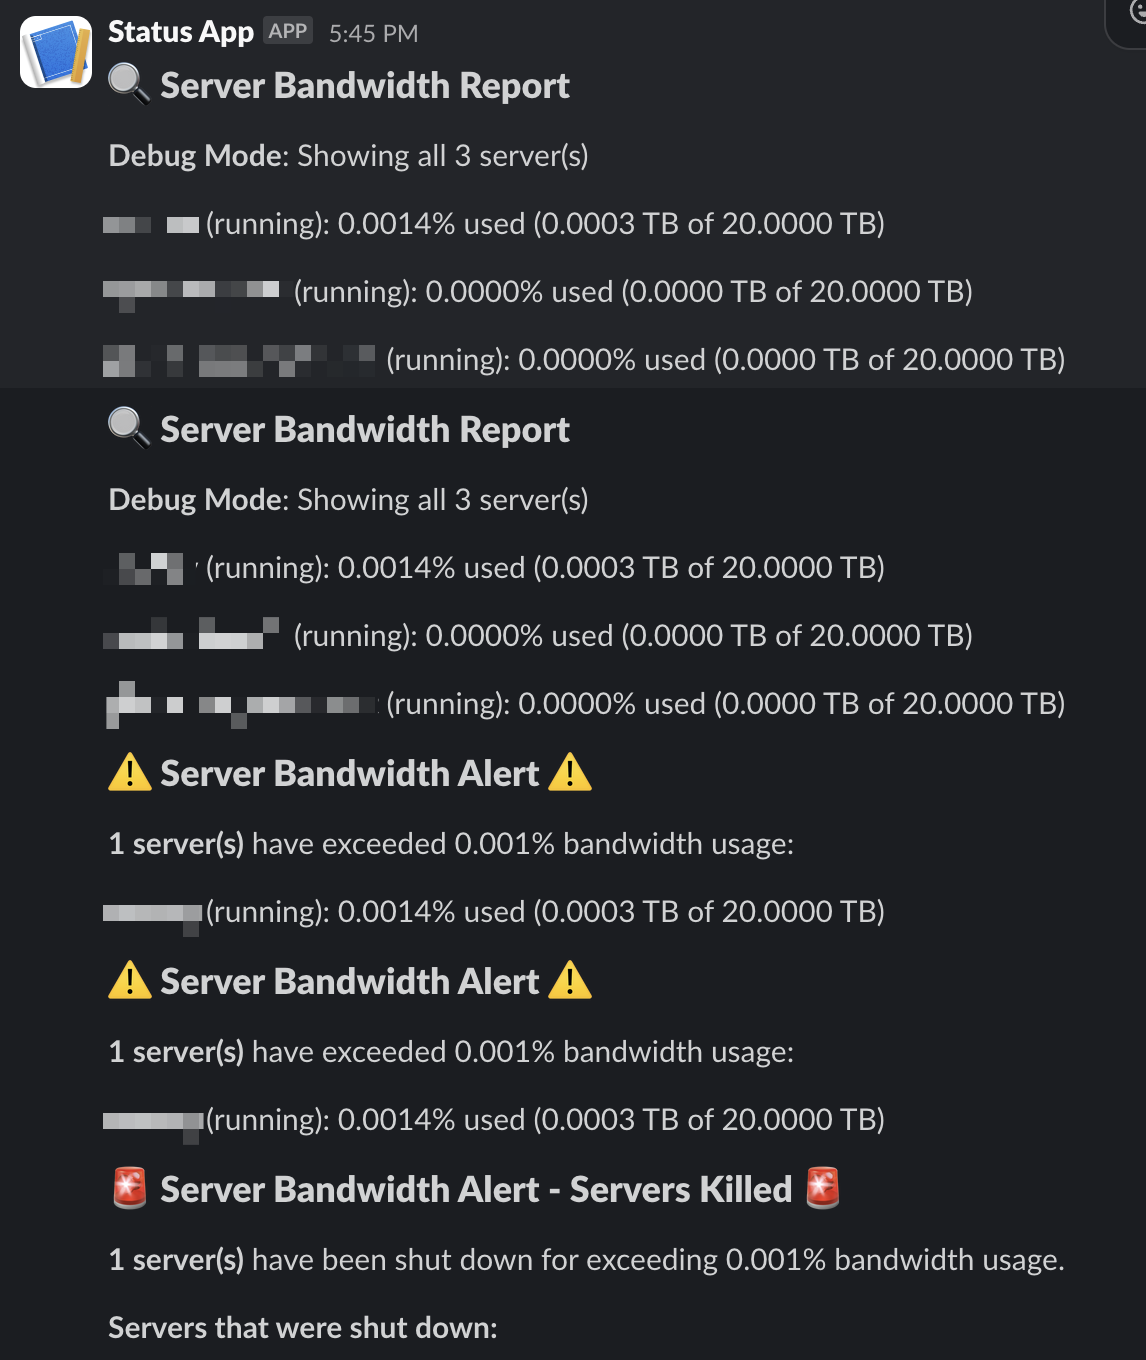 Status App APP 5:45 PM
Server Bandwidth Report
Debug Mode: Showing all 3 server(s)
(running): 0.0014% used (0.0003 TB of 20.0000 TB)
(running): 0.0000% used (0.0000 TB of 20.0000 TB)
(running): 0.0000% used (0.0000 TB of 20.0000 TB)
Server Bandwidth Report
Debug Mode: Showing all 3 server(s)
(running): 0.0014% used (0.0003 TB of 20.0000 TB)
(running): 0.0000% used (0.0000 TB of 20.0000 TB)
(running): 0.0000% used (0.0000 TB of 20.0000 TB)
Server Bandwidth Alert
1 server(s) have exceeded 0.001% bandwidth usage:
(running): 0.0014% used (0.0003 TB of 20.0000 TB)
Server Bandwidth Alert
1 server(s) have exceeded 0.001% bandwidth usage:
(running): 0.0014% used (0.0003 TB of 20.0000 TB)
Server Bandwidth Alert - Servers Killed
1 server(s) have been shut down for exceeding 0.001% bandwidth usage.
Servers that were shut down: